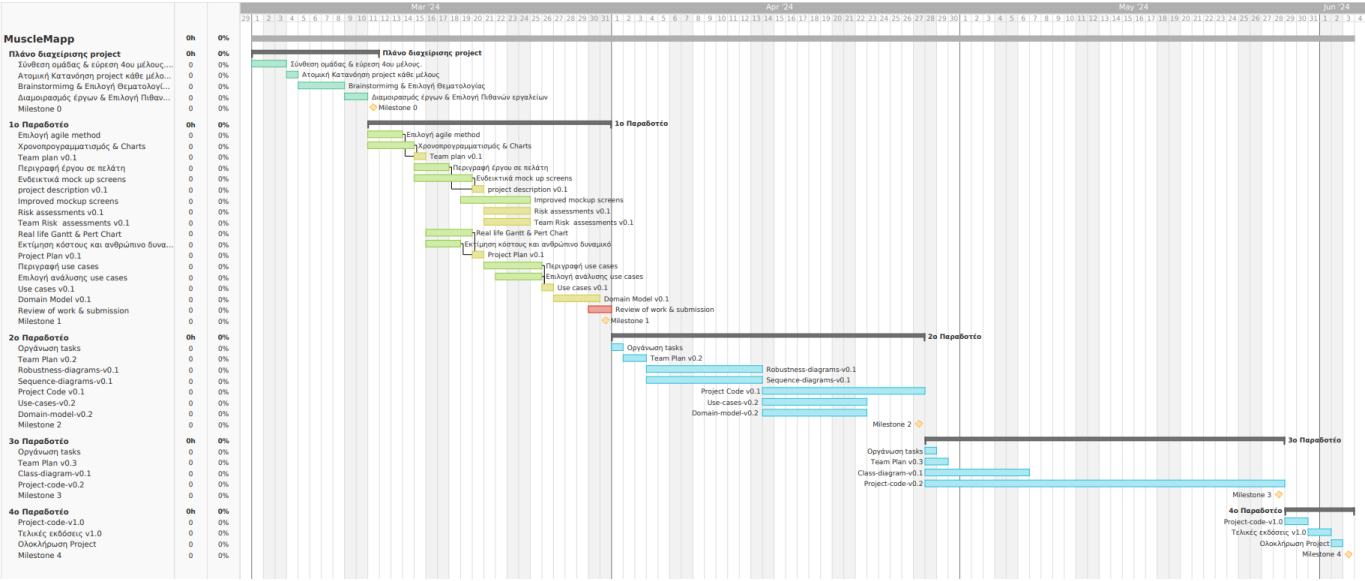 Mar '24 Apr '24 May '24 Jun '24
29 1 2 3 4 5 6 7 8 9 10 11 12 13 14 15 16 17 18 19 20 21 22 23 24 25 26 27 28 29 30 31 1 2 3 4 5 6 7 8 9 10 11 12 13 14 15 16 17 18 19 20 21 22 23 24 25 26 27 28 29 30 1 2 3 4 5 6 7 8 9 10 11 12 13 14 15 16 17 18 19 20 21 22 23 24 25 26 27 28 29 30 31 1 2 3 4
MuscleMapp 0h 0%
Πλάνο διαχείρισης project 0h 0% Πλάνο διαχείρισης project
Σύνθεση ομάδας & εύρεση 4ου μέλους.... 0 0% Σύνθεση ομάδας & εύρεση 4ου μέλους.
Ατομική Κατανόηση project κάθε μέλο... 0 0% Ατομική Κατανόηση project κάθε μέλους
Brainstormimg & Επιλογή Θεματολογί... 0 0% Brainstormimg & Επιλογή Θεματολογίας
Διαμοιρασμός έργων & Επιλογή Πιθαν... 0 0% Διαμοιρασμός έργων & Επιλογή Πιθανών εργαλείων
Milestone 0 0 0% Milestone 0
1ο Παραδοτέο 0h 0% 1ο Παραδοτέο
Επιλογή agile method 0 0% Επιλογή agile method
Χρονοπρογραμματισμός & Charts 0 0% Χρονοπρογραμματισμός & Charts
Team plan v0.1 0 0% Team plan v0.1
Περιγραφή έργου σε πελάτη 0 0% Περιγραφή έργου σε πελάτη
Ενδεικτικά mock up screens 0 0% Ενδεικτικά mock up screens
project description v0.1 0 0% project description v0.1
Improved mockup screens 0 0% Improved mockup screens
Risk assessments v0.1 0 0% Risk assessments v0.1
Team Risk assessments v0.1 0 0% Team Risk assessments v0.1
Real life Gantt & Pert Chart 0 0% Real life Gantt & Pert Chart
Εκτίμηση κόστους και ανθρώπινο δυνα... 0 0% Εκτίμηση κόστους και ανθρώπινο δυναμικό
Project Plan v0.1 0 0% Project Plan v0.1
Περιγραφή use cases 0 0% Περιγραφή use cases
Επιλογή ανάλυσης use cases 0 0% Επιλογή ανάλυσης use cases
Use cases v0.1 0 0% Use cases v0.1
Domain Model v0.1 0 0% Domain Model v0.1
Review of work & submission 0 0% Review of work & submission
Milestone 1 0 0% Milestone 1
2ο Παραδοτέο 0h 0% 2ο Παραδοτέο
Οργάνωση tasks 0 0% Οργάνωση tasks
Team Plan v0.2 0 0% Team Plan v0.2
Robustness-diagrams-v0.1 0 0% Robustness-diagrams-v0.1
Sequence-diagrams-v0.1 0 0% Sequence-diagrams-v0.1
Project Code v0.1 0 0% Project Code v0.1
Use-cases-v0.2 0 0% Use-cases-v0.2
Domain-model-v0.2 0 0% Domain-model-v0.2
Milestone 2 0 0% Milestone 2
3ο Παραδοτέο 0h 0% 3ο Παραδοτέο
Οργάνωση tasks 0 0% Οργάνωση tasks
Team Plan v0.3 0 0% Team Plan v0.3
Class-diagram-v0.1 0 0% Class-diagram-v0.1
Project-code-v0.2 0 0% Project-code-v0.2
Milestone 3 0 0% Milestone 3
4ο Παραδοτέο 0h 0% 4ο Παραδοτέο
Project-code-v1.0 0 0% Project-code-v1.0
Τελικές εκδόσεις v1.0 0 0% Τελικές εκδόσεις v1.0
Ολοκλήρωση Project 0 0% Ολοκλήρωση Project
Milestone 4 0 0% Milestone 4